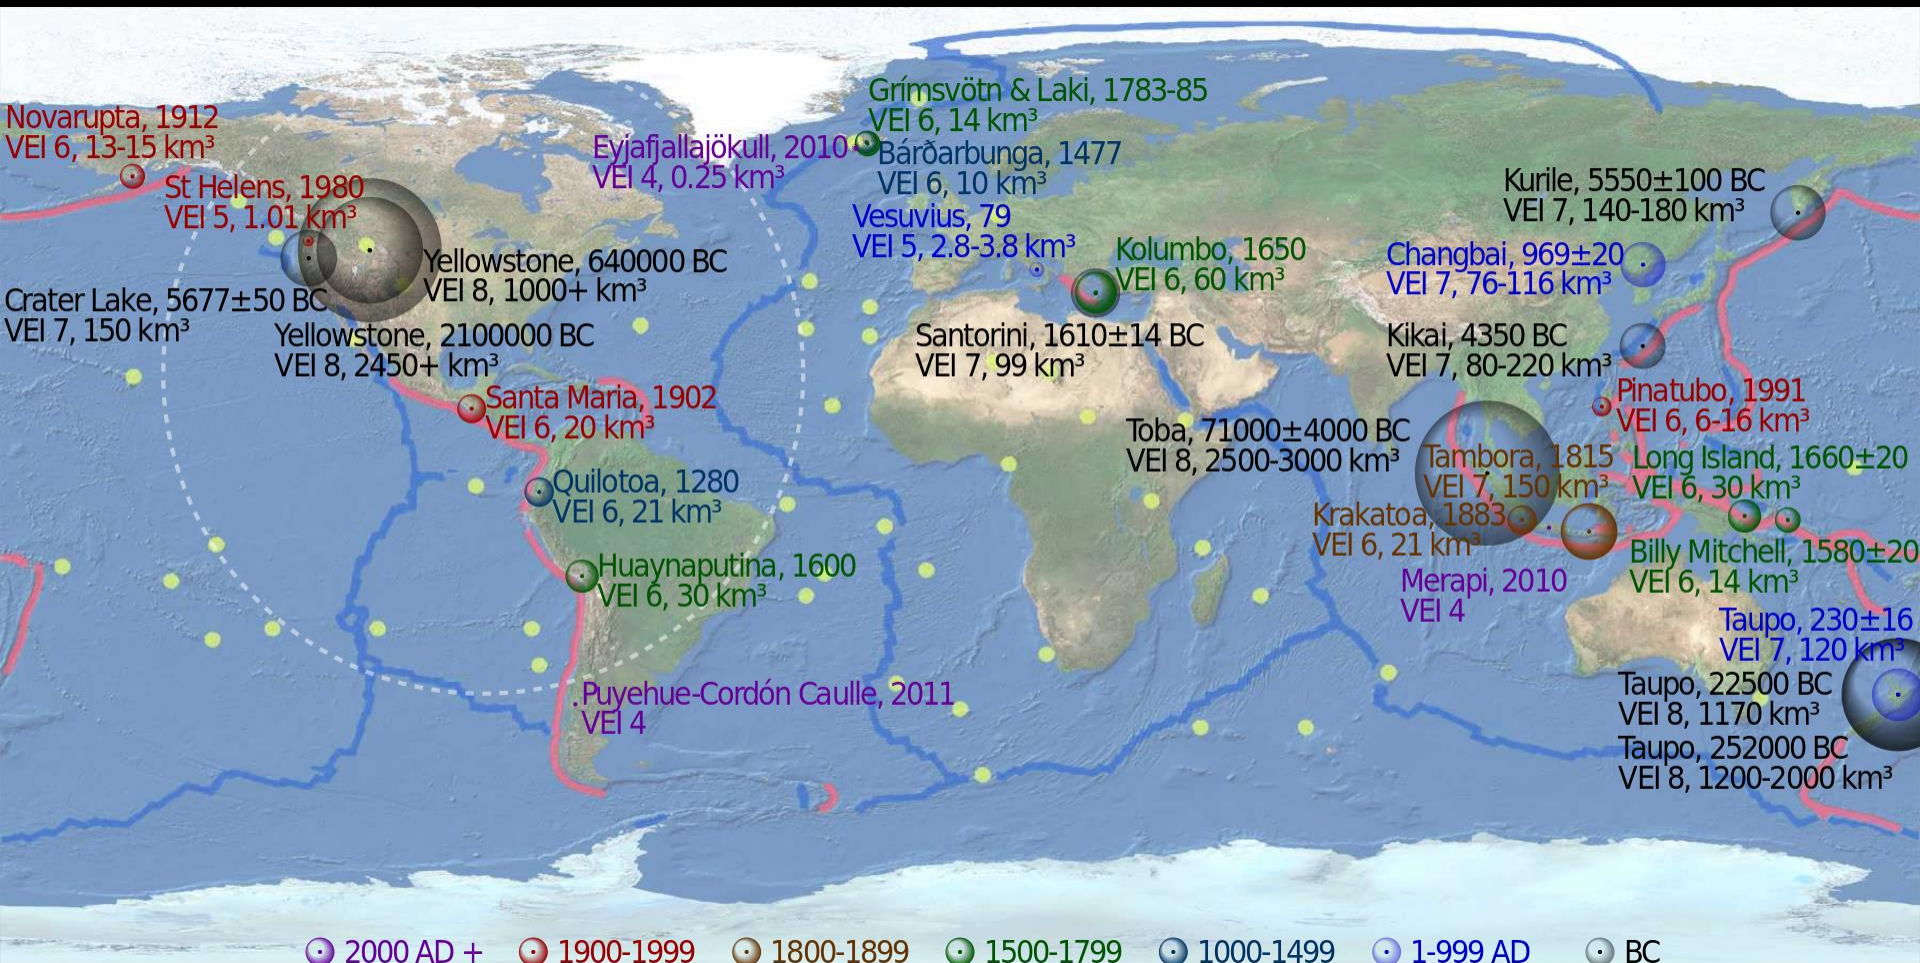 Grímsvötn & Laki, 1783-85
VEI 6, 14 km³
Novarupta, 1912
VEI 6, 13-15 km³
Eyjafjallajökull, 2010
VEI 4, 0.25 km³
Bárðarbunga, 1477
VEI 6, 10 km³
St Helens, 1980
VEI 5, 1.01 km³
Kurile, 5550±100 BC
VEI 7, 140-180 km³
Vesuvius, 79
VEI 5, 2.8-3.8 km³
Kolumbo, 1650
VEI 6, 60 km³
Changbai, 969±20
VEI 7, 76-116 km³
Yellowstone, 640000 BC
VEI 8, 1000+ km³
Crater Lake, 5677±50 BC
VEI 7, 150 km³
Yellowstone, 2100000 BC
VEI 8, 2450+ km³
Santorini, 1610±14 BC
VEI 7, 99 km³
Kikai, 4350 BC
VEI 7, 80-220 km³
Santa Maria, 1902
VEI 6, 20 km³
Pinatubo, 1991
VEI 6, 6-16 km³
Toba, 71000±4000 BC
VEI 8, 2500-3000 km³
Tambora, 1815
VEI 7, 150 km³
Long Island, 1660±20
VEI 6, 30 km³
Quilotoa, 1280
VEI 6, 21 km³
Krakatoa, 1883
VEI 6, 21 km³
Billy Mitchell, 1580±20
VEI 6, 14 km³
Huaynaputina, 1600
VEI 6, 30 km³
Merapi, 2010
VEI 4
Taupo, 230±16
VEI 7, 120 km³
Puyehue-Cordón Caulle, 2011
VEI 4
Taupo, 22500 BC
VEI 8, 1170 km³
Taupo, 252000 BC
VEI 8, 1200-2000 km³
2000 AD +
1900-1999
1800-1899
1500-1799
1000-1499
1-999 AD
BC